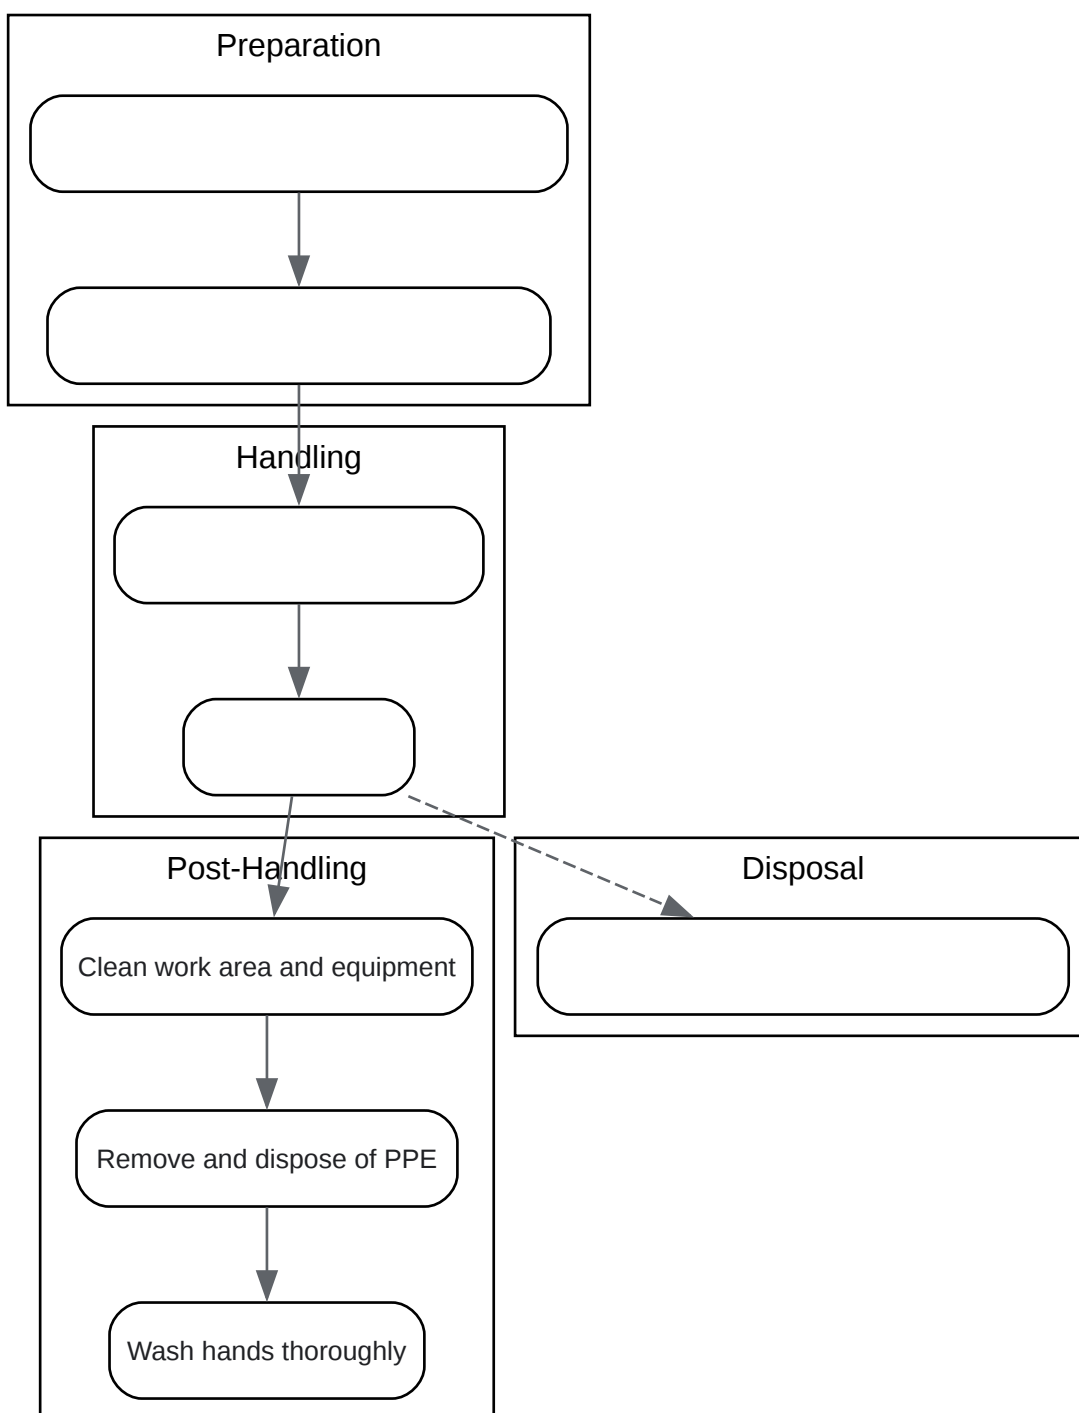 Preparation
Handling
Post-Handling
Disposal
Clean work area and equipment
Remove and dispose of PPE
Wash hands thoroughly